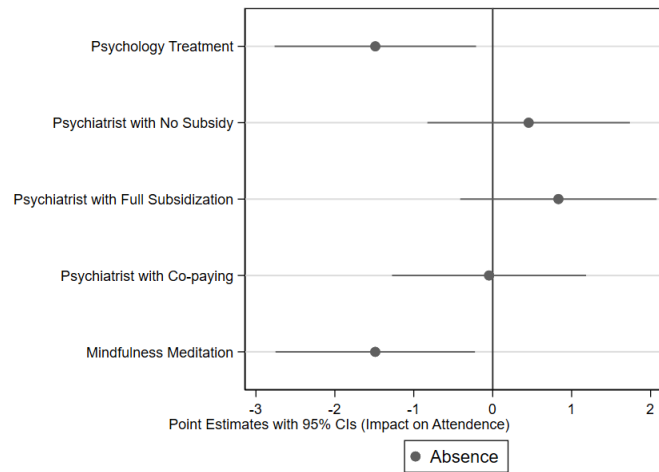 Psychology Treatment
Psychiatrist with No Subsidy
Psychiatrist with Full Subsidization
Psychiatrist with Co-paying
Mindfulness Meditation
-3 -2 -1 0 1 2
Point Estimates with 95% CIs (Impact on Attendence)
Absence